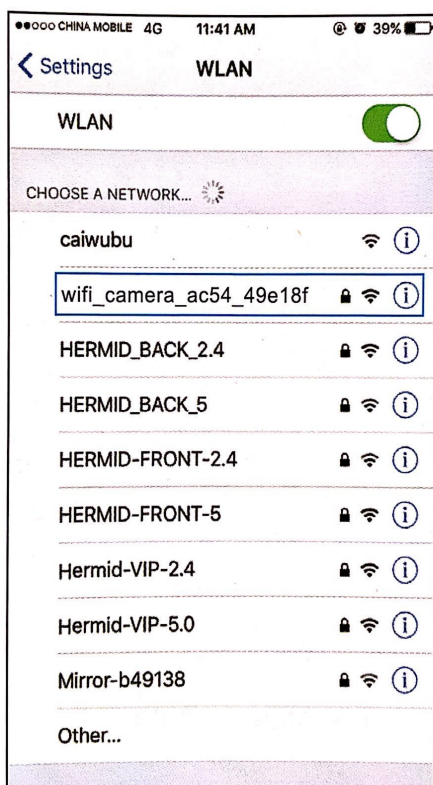 CHINA MOBILE 4G 11:41 AM 39%
Settings WLAN
WLAN
CHOOSE A NETWORK...
caiwubu
wifi_camera_ac54_49e18f
HERMID_BACK_2.4
HERMID_BACK_5
HERMID-FRONT-2.4
HERMID-FRONT-5
Hermid-VIP-2.4
Hermid-VIP-5.0
Mirror-b49138
Other...